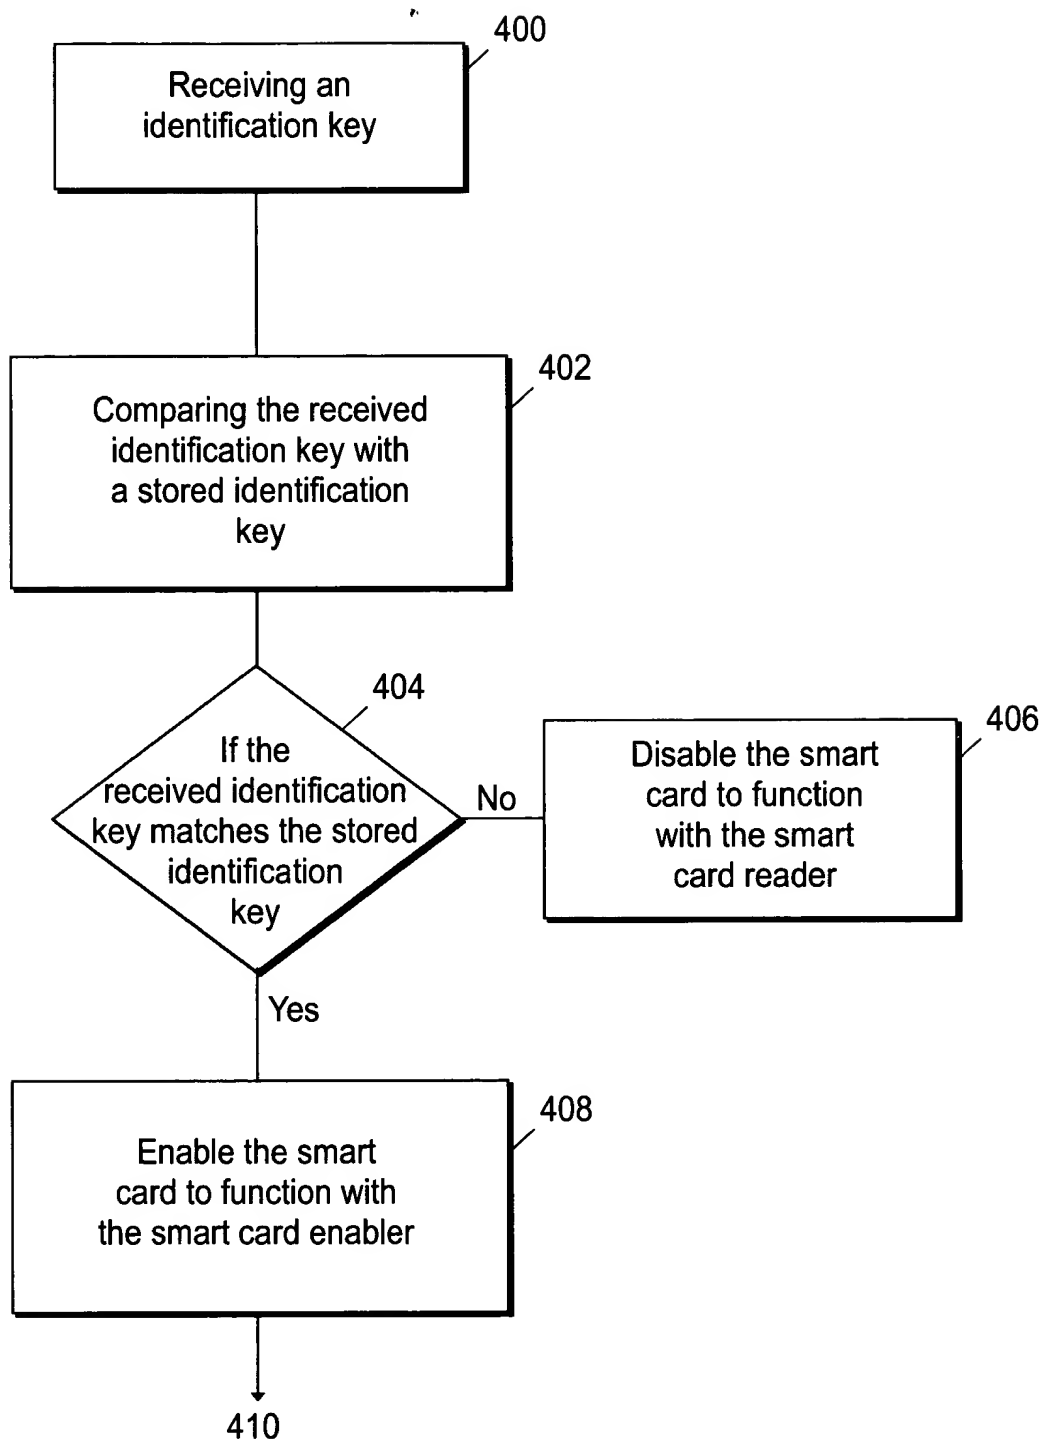 400
Receiving an
identification key
402
Comparing the received
identification key with
a stored identification
key
404
If the
received identification
key matches the stored
identification
key
No
406
Disable the smart
card to function
with the smart
card reader
Yes
408
Enable the smart
card to function with
the smart card enabler
410